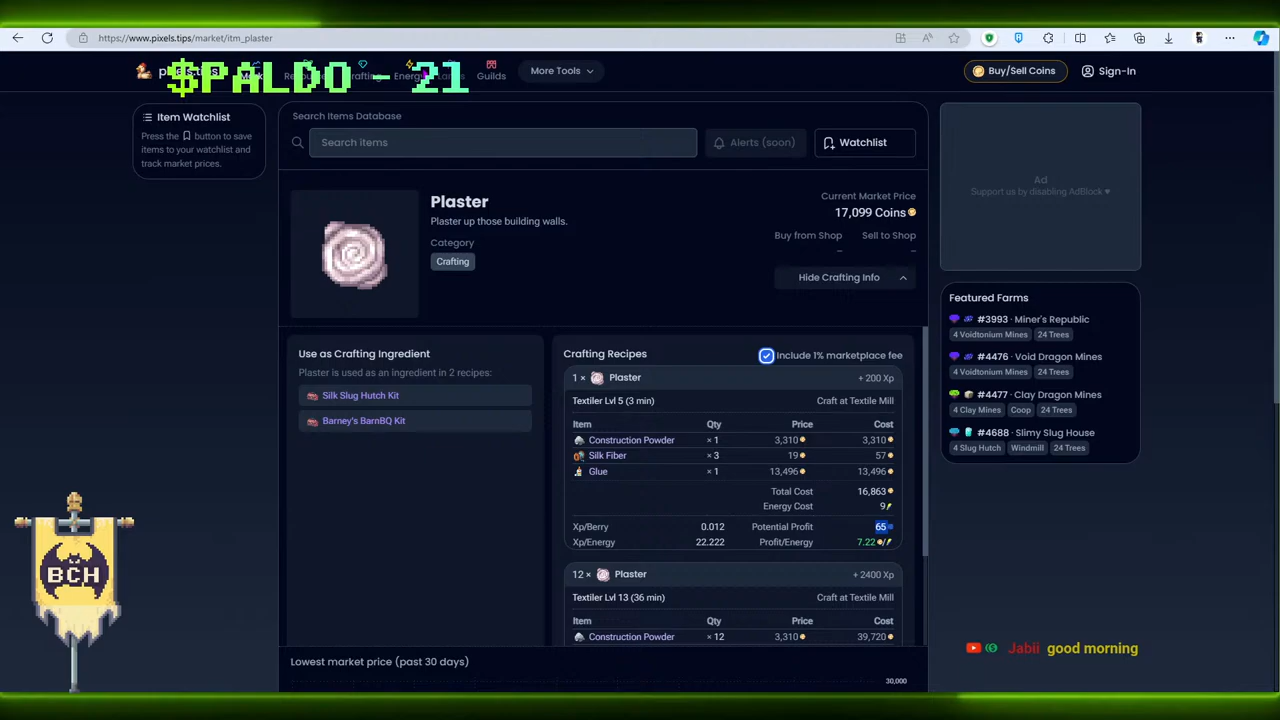 https://www.pixels.tips/market/itm_plaster
$PALDO - 21
Guilds
More Tools
Buy/Sell Coins
Sign-In
Item Watchlist
Press the button to save
items to your watchlist and
track market prices.
Search Items Database
Search items
Alerts (soon)
Watchlist
Plaster
Plaster up those building walls.
Category
Crafting
Current Market Price
17,099 Coins
Buy from Shop Sell to Shop
– –
Hide Crafting Info
Ad
Support us by disabling AdBlock ♥
Featured Farms
#3993 · Miner's Republic
4 Voidtonium Mines 24 Trees
#4476 · Void Dragon Mines
4 Voidtonium Mines 24 Trees
#4477 · Clay Dragon Mines
4 Clay Mines Coop 24 Trees
#4688 · Slimy Slug House
4 Slug Hutch Windmill 24 Trees
Use as Crafting Ingredient
Plaster is used as an ingredient in 2 recipes:
Silk Slug Hutch Kit
Barney's BarnBQ Kit
Crafting Recipes
Include 1% marketplace fee
1 × Plaster + 200 Xp
Textiler Lvl 5 (3 min) Craft at Textile Mill
Item Qty Price Cost
Construction Powder × 1 3,310 3,310
Silk Fiber × 3 19 57
Glue × 1 13,496 13,496
Total Cost 16,863
Energy Cost 9
Xp/Berry 0.012 Potential Profit 65
Xp/Energy 22.222 Profit/Energy 7.22 /
12 × Plaster + 2400 Xp
Textiler Lvl 13 (36 min) Craft at Textile Mill
Item Qty Price Cost
Construction Powder × 12 3,310 39,720
Lowest market price (past 30 days)
30,000
BCH
Jabii good morning